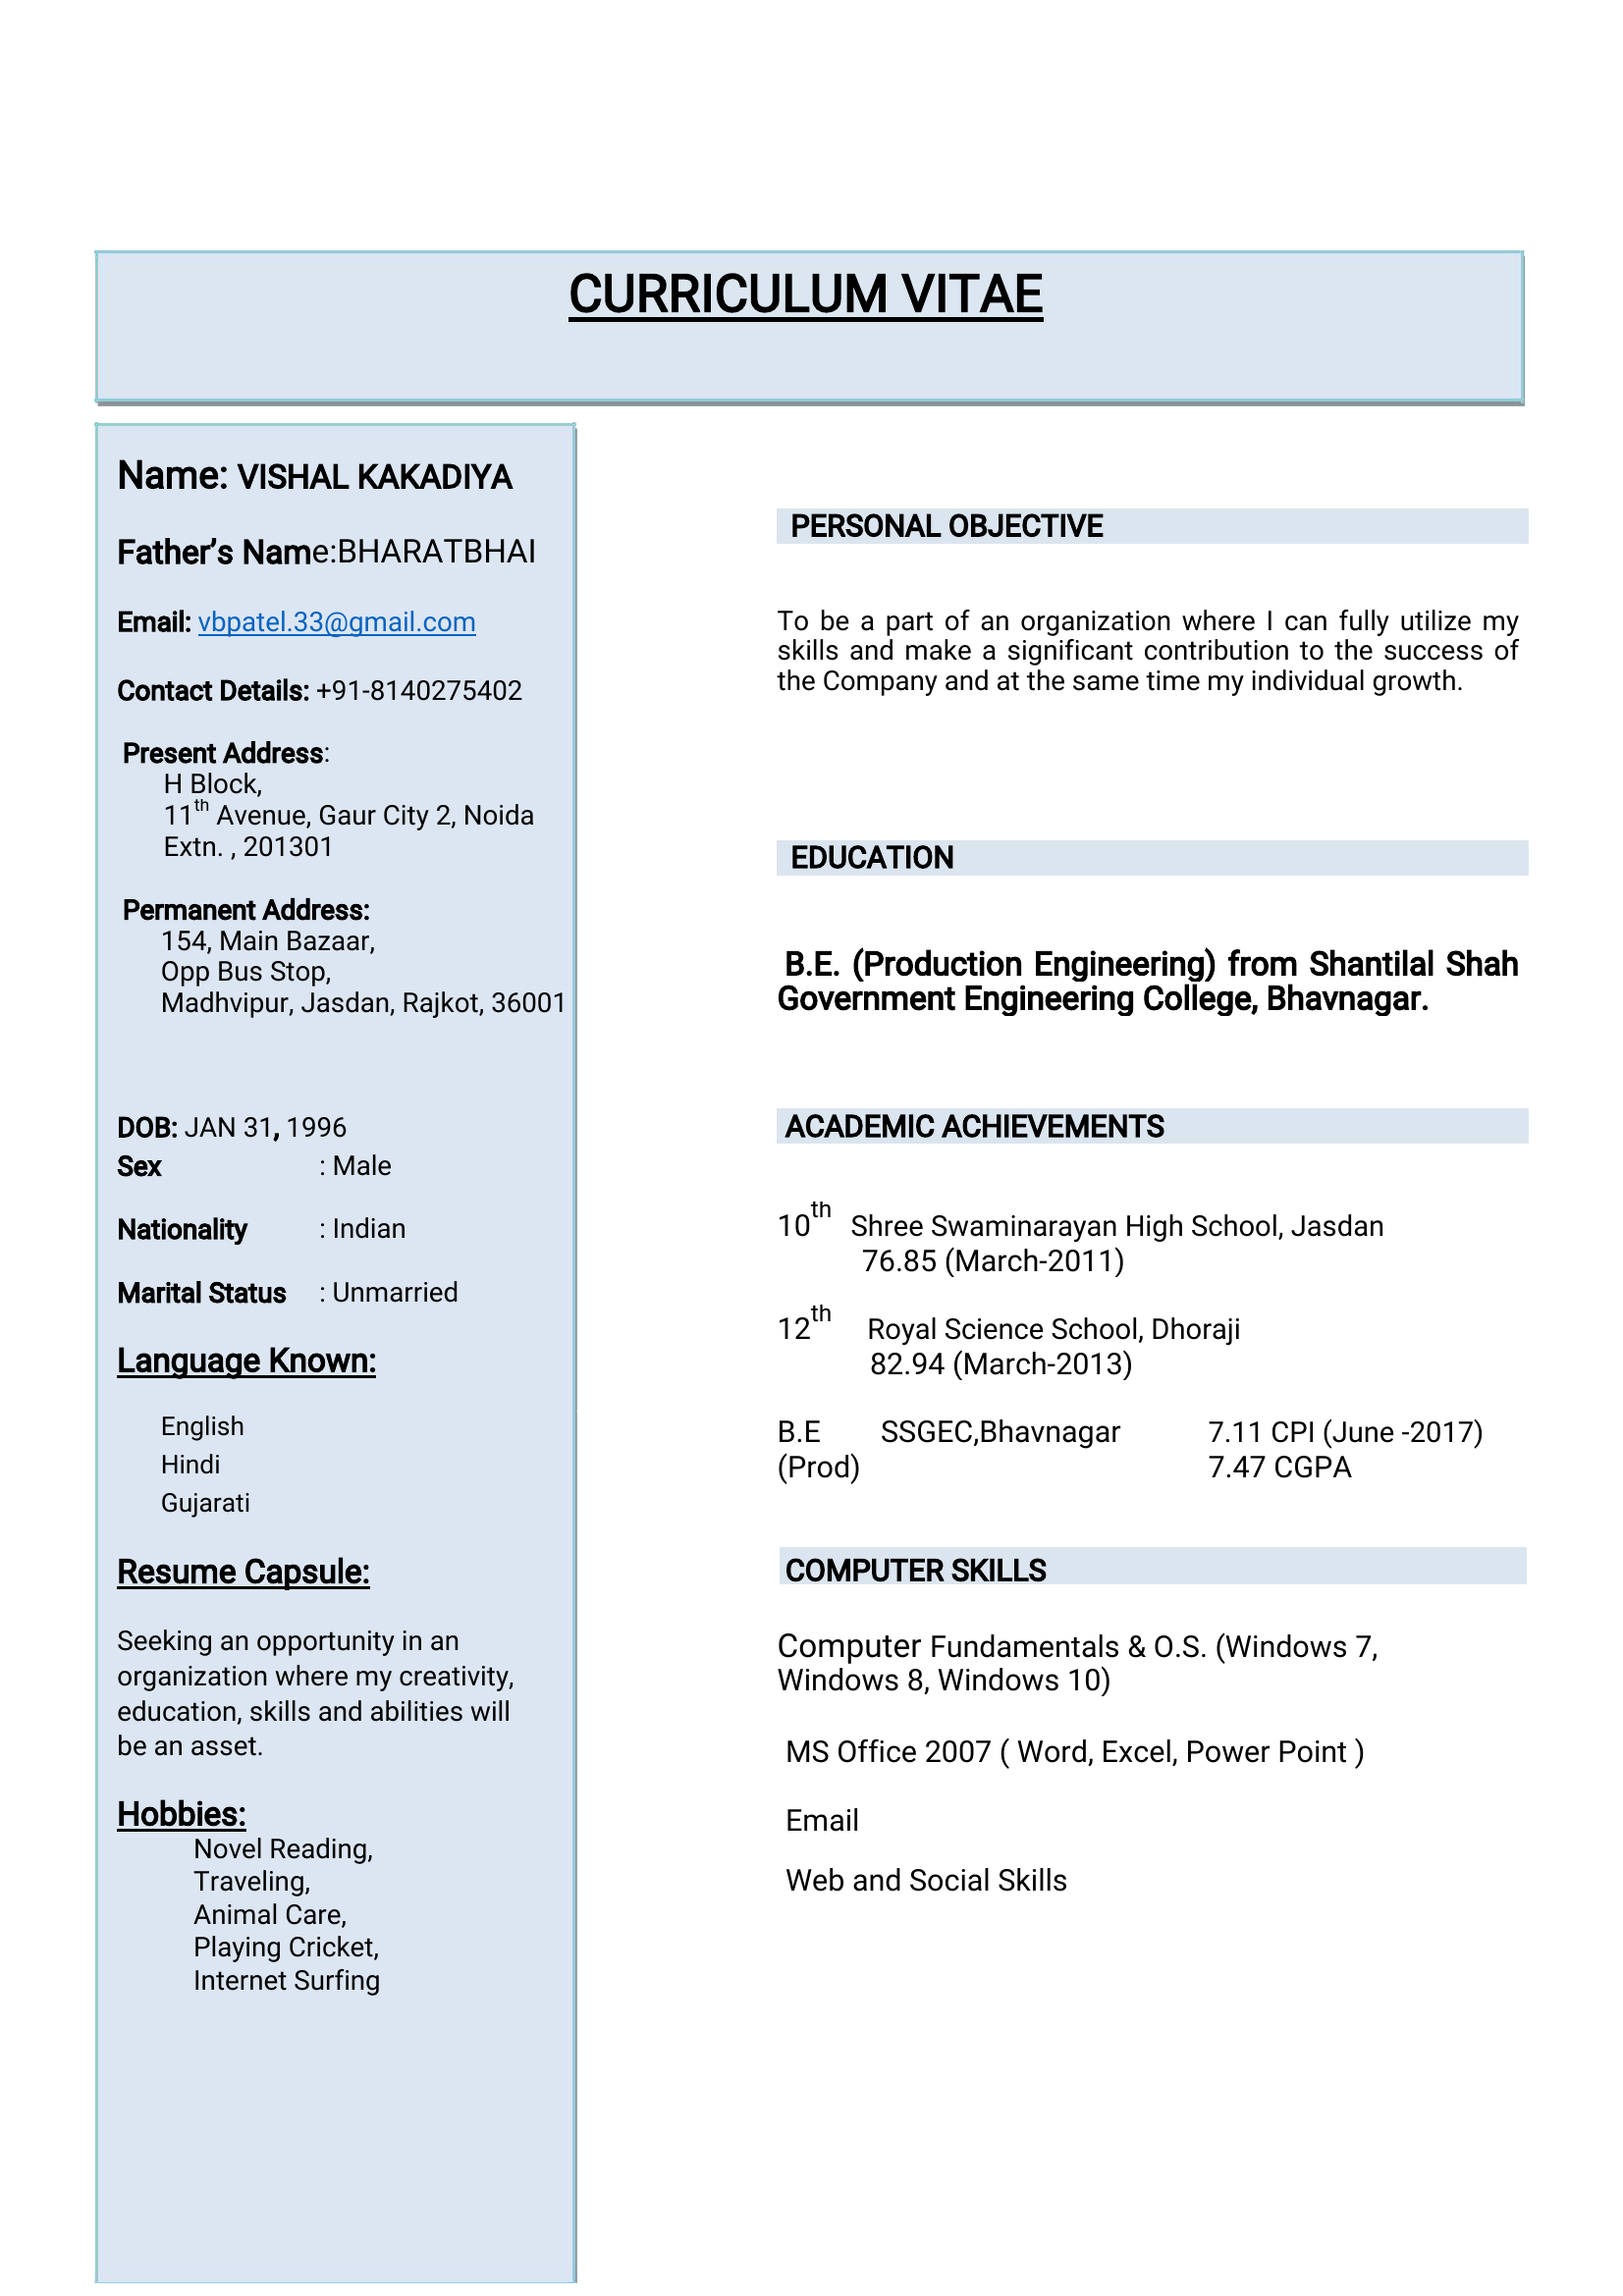 CURRICULUM VITAE
Name: VISHAL KAKADIYA
Father’s Name:BHARATBHAI
Email: vbpatel.33@gmail.com
Contact Details: +91-8140275402
Present Address:
H Block,
11th Avenue, Gaur City 2, Noida
Extn. , 201301
Permanent Address:
154, Main Bazaar,
Opp Bus Stop,
Madhvipur, Jasdan, Rajkot, 36001
DOB: JAN 31, 1996
Sex : Male
Nationality : Indian
Marital Status : Unmarried
Language Known:
English
Hindi
Gujarati
Resume Capsule:
Seeking an opportunity in an
organization where my creativity,
education, skills and abilities will
be an asset.
Hobbies:
Novel Reading,
Traveling,
Animal Care,
Playing Cricket,
Internet Surfing
PERSONAL OBJECTIVE
To be a part of an organization where I can fully utilize my
skills and make a significant contribution to the success of
the Company and at the same time my individual growth.
EDUCATION
B.E. (Production Engineering) from Shantilal Shah
Government Engineering College, Bhavnagar.
ACADEMIC ACHIEVEMENTS
10th Shree Swaminarayan High School, Jasdan
76.85 (March-2011)
12th Royal Science School, Dhoraji
82.94 (March-2013)
B.E SSGEC,Bhavnagar 7.11 CPI (June -2017)
(Prod) 7.47 CGPA
COMPUTER SKILLS
Computer Fundamentals & O.S. (Windows 7,
Windows 8, Windows 10)
MS Office 2007 ( Word, Excel, Power Point )
Email
Web and Social Skills